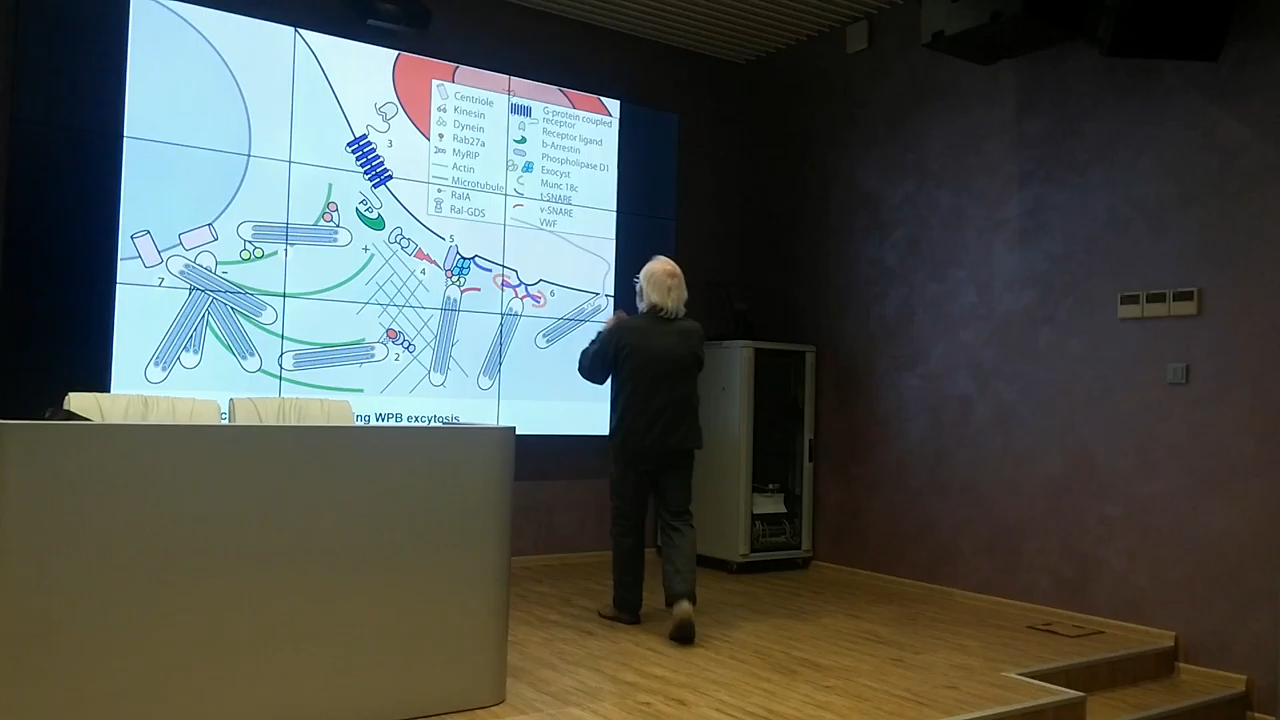 Centriole
Kinesin
Dynein
Rab27a
MyRIP
Actin
Microtubule
RalA
Ral-GDS
G-protein coupled
receptor
Receptor ligand
b-Arrestin
Phospholipase D1
Exocyst
Munc 18c
t-SNARE
v-SNARE
VWF
3
PP
+
5
4
6
1
-
7
2
ng WPB excytosis